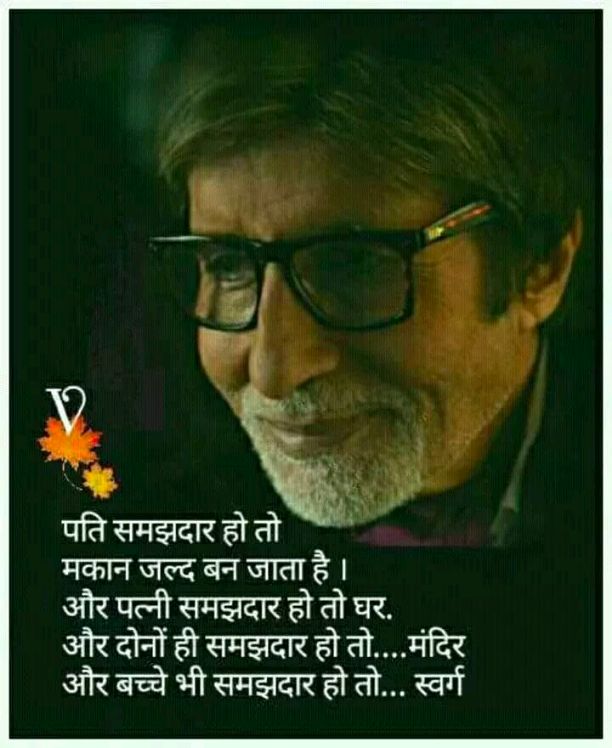 V
पति समझदार हो तो
मकान जल्द बन जाता है ।
और पत्नी समझदार हो तो घर.
और दोनों ही समझदार हो तो....मंदिर
और बच्चे भी समझदार हो तो... स्वर्ग